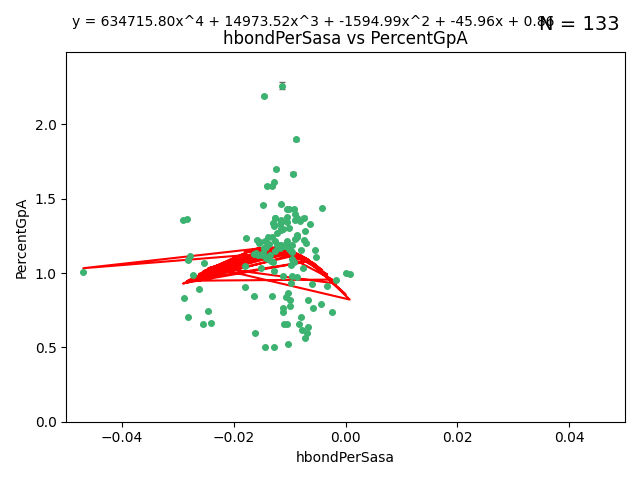 y = 634715.80x^4 + 14973.52x^3 + -1594.99x^2 + -45.96x + 0.86
N = 133
hbondPerSasa vs PercentGpA
PercentGpA
2.0
1.5
1.0
0.5
0.0
−0.04 −0.02 0.00 0.02 0.04
hbondPerSasa